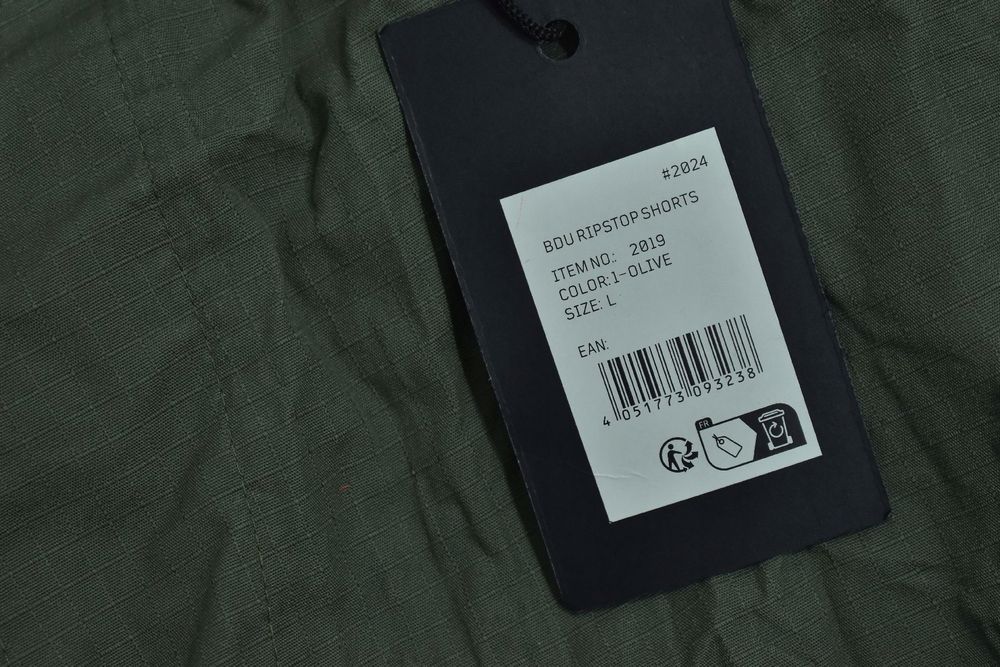 #2024
BDU RIPSTOP SHORTS
ITEM NO.: 2019
COLOR: 1-OLIVE
SIZE: L
EAN:
4 051773 093238
FR